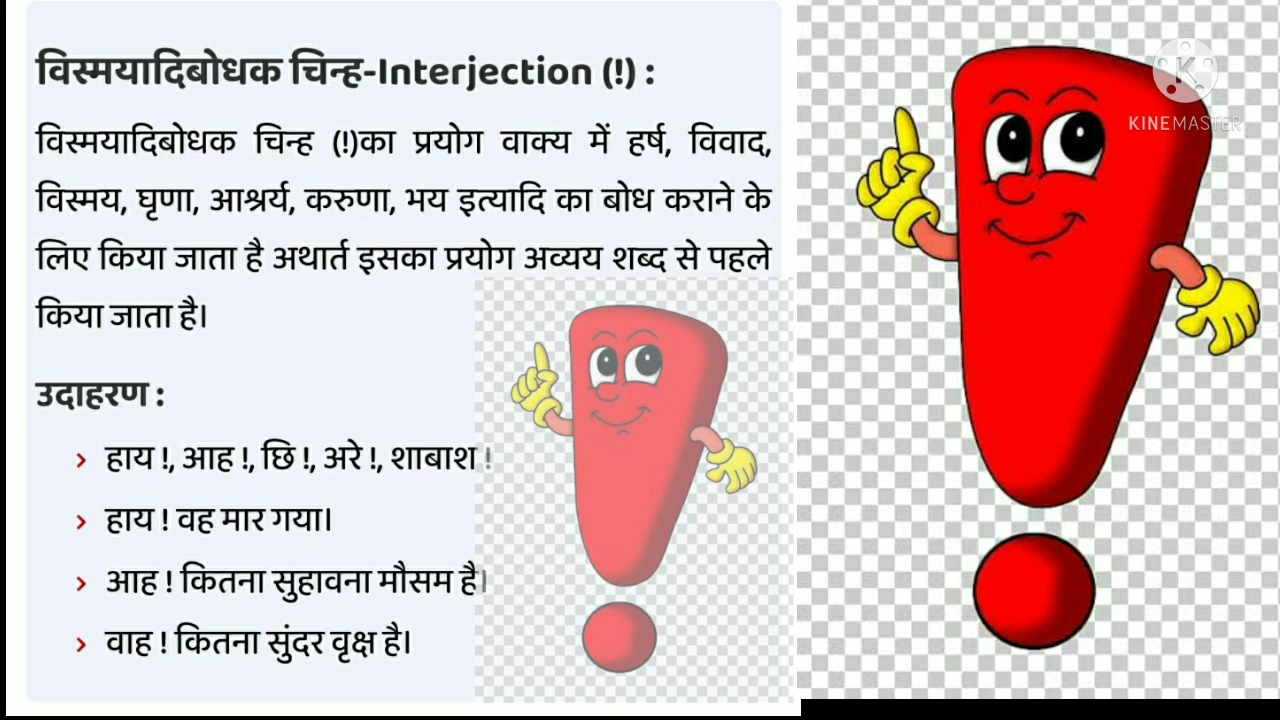 विस्मयादिबोधक चिन्ह-Interjection (!) :
विस्मयादिबोधक चिन्ह (!)का प्रयोग वाक्य में हर्ष, विवाद,
विस्मय, घृणा, आश्रर्य, करुणा, भय इत्यादि का बोध कराने के
लिए किया जाता है अथार्त इसका प्रयोग अव्यय शब्द से पहले
किया जाता है।
उदाहरण :
› हाय !, आह !, छि !, अरे !, शाबाश !
› हाय ! वह मार गया।
› आह ! कितना सुहावना मौसम है।
› वाह ! कितना सुंदर वृक्ष है।
K
KINEMASTER